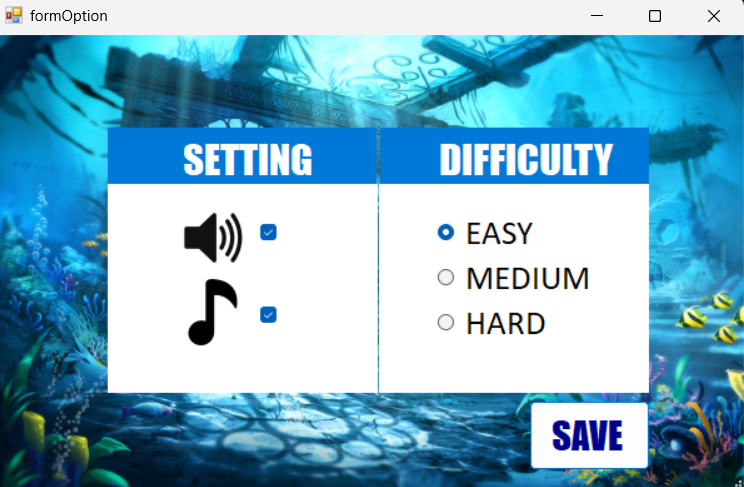 formOption
SETTING
DIFFICULTY
EASY
MEDIUM
HARD
SAVE